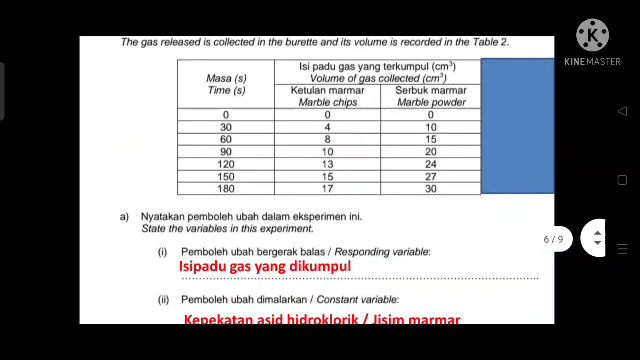 The gas released is collected in the burette and its volume is recorded in the Table 2.
KINEMASTER
Masa (s)
Time (s)
Isi padu gas yang terkumpul (cm³)
Volume of gas collected (cm³)
Ketulan marmar
Marble chips
Serbuk marmar
Marble powder
0 0 0
30 4 10
60 8 15
90 10 20
120 13 24
150 15 27
180 17 30
a) Nyatakan pemboleh ubah dalam eksperimen ini.
State the variables in this experiment.
6 / 9
(i) Pemboleh ubah bergerak balas / Responding variable:
Isipadu gas yang dikumpul
(ii) Pemboleh ubah dimalarkan / Constant variable:
Kepekatan asid hidroklorik / Jisim marmar